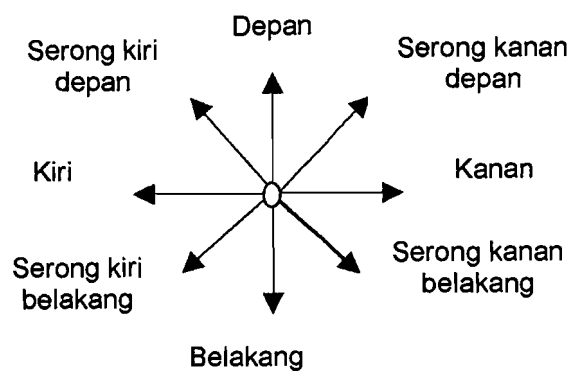 Depan
Serong kiri
depan
Serong kanan
depan
Kiri
Kanan
Serong kiri
belakang
Serong kanan
belakang
Belakang